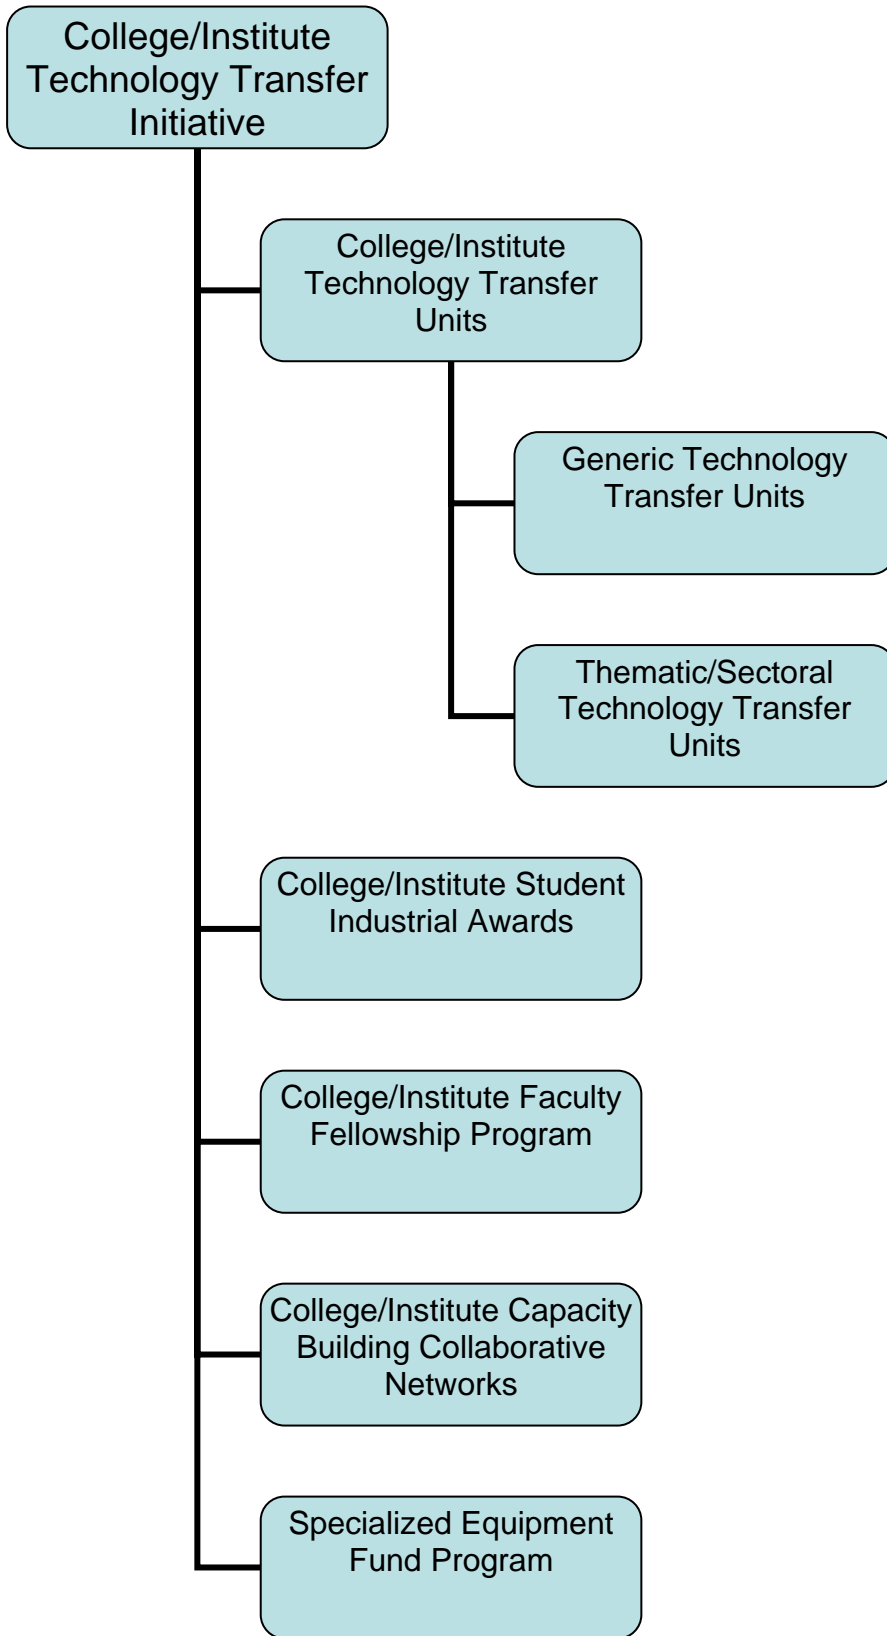 College/Institute
Technology Transfer
Initiative
College/Institute
Technology Transfer
Units
Generic Technology
Transfer Units
Thematic/Sectoral
Technology Transfer
Units
College/Institute Student
Industrial Awards
College/Institute Faculty
Fellowship Program
College/Institute Capacity
Building Collaborative
Networks
Specialized Equipment
Fund Program